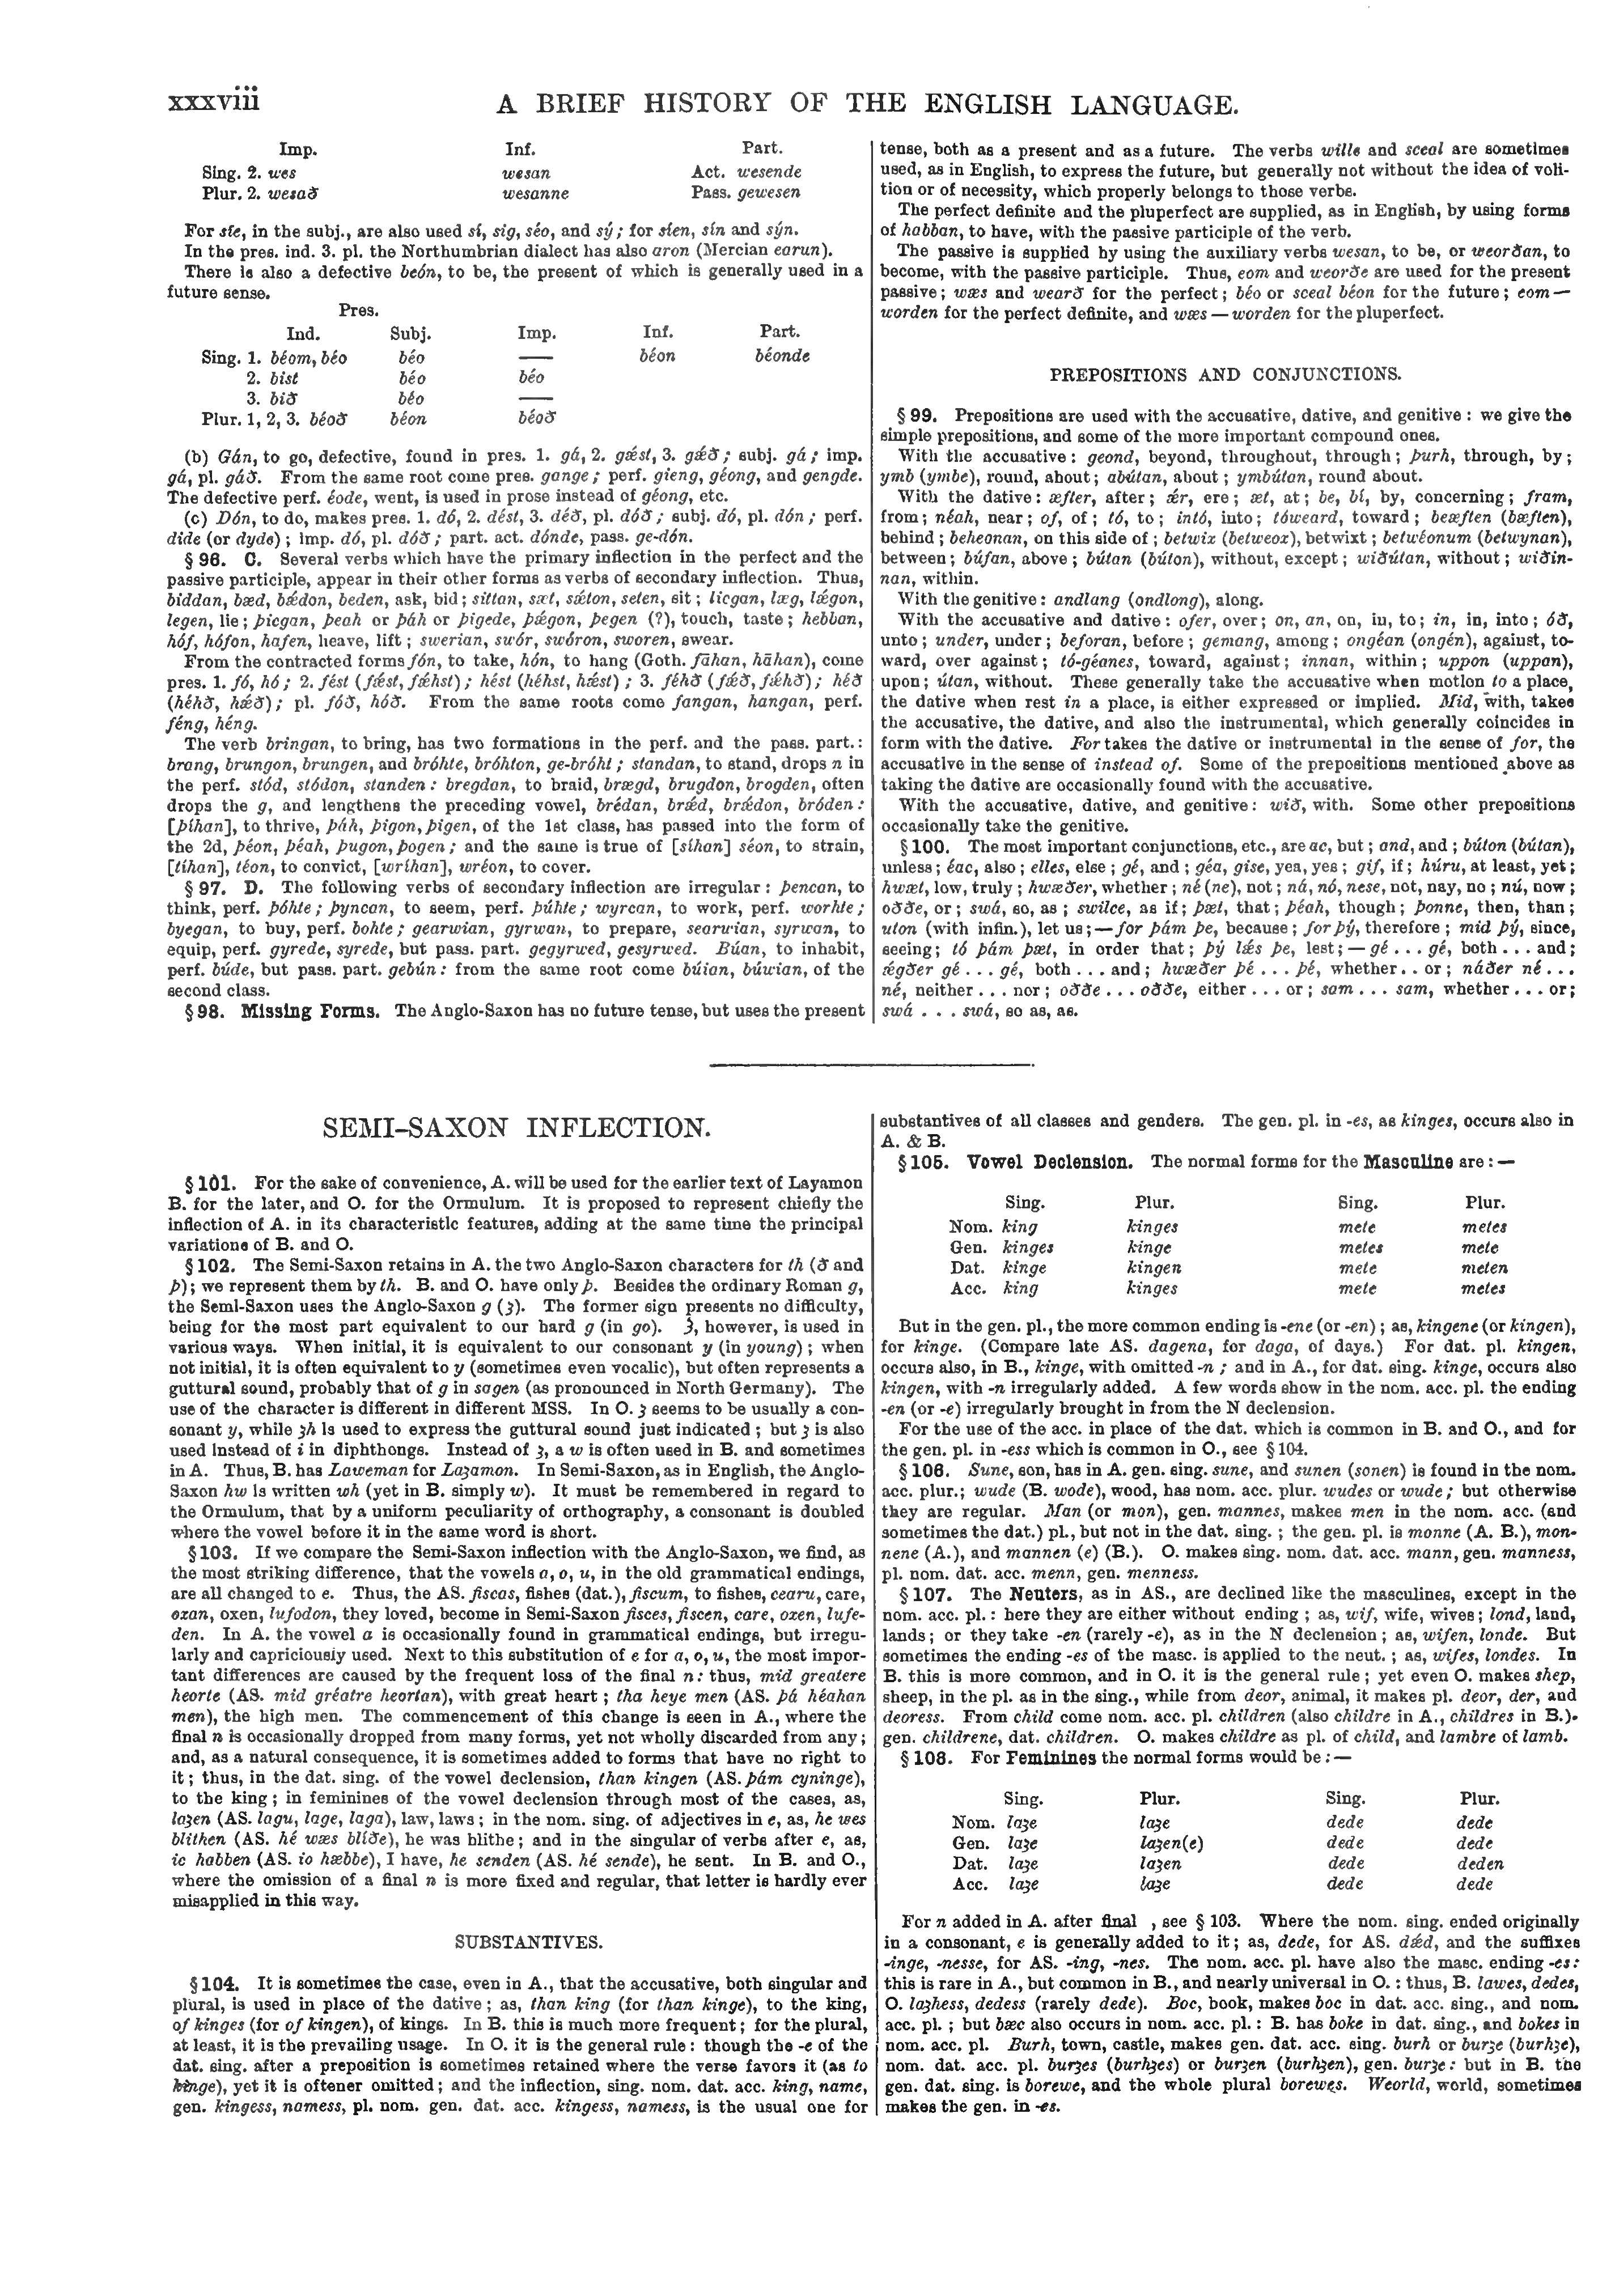 xxxviii A BRIEF HISTORY OF THE ENGLISH LANGUAGE.
Imp. Inf. Part.
Sing. 2. wes wesan Act. wesende
Plur. 2. wesað wesanne Pass. gewesen
For síe, in the subj., are also used sí, sig, séo, and sý; for síen, sín and sýn.
In the pres. ind. 3. pl. the Northumbrian dialect has also aron (Mercian earun).
There is also a defective beón, to be, the present of which is generally used in a
future sense.
Pres.
Ind. Subj. Imp. Inf. Part.
Sing. 1. béom, béo béo — béon béonde
2. bist béo béo
3. bið béo —
Plur. 1, 2, 3. béoð béon béoð
(b) Gán, to go, defective, found in pres. 1. gá, 2. gǽst, 3. gǽð; subj. gá; imp.
gá, pl. gáð. From the same root come pres. gange; perf. gieng, géong, and gengde.
The defective perf. éode, went, is used in prose instead of géong, etc.
(c) Dón, to do, makes pres. 1. dó, 2. dést, 3. déð, pl. dóð; subj. dó, pl. dón; perf.
dide (or dyde); imp. dó, pl. dóð; part. act. dónde, pass. ge-dón.
§ 96. C. Several verbs which have the primary inflection in the perfect and the
passive participle, appear in their other forms as verbs of secondary inflection. Thus,
biddan, bæd, bǽdon, beden, ask, bid; sittan, sæt, sǽton, seten, sit; licgan, læg, lǽgon,
legen, lie; þicgan, þeah or þáh or þigede, þǽgon, þegen (?), touch, taste; hebban,
hóf, hófon, hafen, heave, lift; swerian, swór, swóron, sworen, swear.
From the contracted forms fón, to take, hón, to hang (Goth. fāhan, hāhan), come
pres. 1. fó, hó; 2. fést (fǽst, fǽhst); hést (héhst, hǽst); 3. féhð (fǽð, fǽhð); héð
(héhð, hǽð); pl. fóð, hóð. From the same roots come fangan, hangan, perf.
féng, héng.
The verb bringan, to bring, has two formations in the perf. and the pass. part.:
brang, brungon, brungen, and bróhte, bróhton, ge-bróht; standan, to stand, drops n in
the perf. stód, stódon, standen: bregdan, to braid, brægd, brugdon, brogden, often
drops the g, and lengthens the preceding vowel, brédan, brǽd, brǽdon, bróden:
[þíhan], to thrive, þáh, þigon, þigen, of the 1st class, has passed into the form of
the 2d, þéon, þéah, þugon, þogen; and the same is true of [síhan] séon, to strain,
[tíhan], téon, to convict, [wríhan], wréon, to cover.
§ 97. D. The following verbs of secondary inflection are irregular: þencan, to
think, perf. þóhte; þyncan, to seem, perf. þúhte; wyrcan, to work, perf. worhte;
byegan, to buy, perf. bohte; gearwian, gyrwan, to prepare, searwian, syrwan, to
equip, perf. gyrede, syrede, but pass. part. gegyrwed, gesyrwed. Búan, to inhabit,
perf. búde, but pass. part. gebún: from the same root come búian, búwian, of the
second class.
§ 98. Missing Forms. The Anglo-Saxon has no future tense, but uses the present
tense, both as a present and as a future. The verbs wille and sceal are sometimes
used, as in English, to express the future, but generally not without the idea of voli-
tion or of necessity, which properly belongs to those verbs.
The perfect definite and the pluperfect are supplied, as in English, by using forms
of habban, to have, with the passive participle of the verb.
The passive is supplied by using the auxiliary verbs wesan, to be, or weorðan, to
become, with the passive participle. Thus, eom and weorðe are used for the present
passive; wæs and wearð for the perfect; béo or sceal béon for the future; eom —
worden for the perfect definite, and wæs — worden for the pluperfect.
PREPOSITIONS AND CONJUNCTIONS.
§ 99. Prepositions are used with the accusative, dative, and genitive: we give the
simple prepositions, and some of the more important compound ones.
With the accusative: geond, beyond, throughout, through; þurh, through, by;
ymb (ymbe), round, about; abútan, about; ymbútan, round about.
With the dative: æfter, after; ǽr, ere; æt, at; be, bí, by, concerning; fram,
from; néah, near; of, of; tó, to; intó, into; tóweard, toward; beæften (bæften),
behind; beheonan, on this side of; betwix (betweox), betwixt; betwéonum (betwynan),
between; búfan, above; bútan (búton), without, except; wiðútan, without; wiðin-
nan, within.
With the genitive: andlang (ondlong), along.
With the accusative and dative: ofer, over; on, an, on, in, to; in, in, into; óð,
unto; under, under; beforan, before; gemang, among; ongéan (ongén), against, to-
ward, over against; tó-géanes, toward, against; innan, within; uppon (uppan),
upon; útan, without. These generally take the accusative when motion to a place,
the dative when rest in a place, is either expressed or implied. Mid, with, takes
the accusative, the dative, and also the instrumental, which generally coincides in
form with the dative. For takes the dative or instrumental in the sense of for, the
accusative in the sense of instead of. Some of the prepositions mentioned above as
taking the dative are occasionally found with the accusative.
With the accusative, dative, and genitive: wið, with. Some other prepositions
occasionally take the genitive.
§ 100. The most important conjunctions, etc., are ac, but; and, and; búton (bútan),
unless; éac, also; elles, else; gé, and; géa, gise, yea, yes; gif, if; húru, at least, yet;
hwæt, low, truly; hwæðer, whether; né (ne), not; ná, nó, nese, not, nay, no; nú, now;
oððe, or; swá, so, as; swilce, as if; þæt, that; þéah, though; þonne, then, than;
uton (with infin.), let us; — for þám þe, because; for þý, therefore; mid þý, since,
seeing; tó þám þæt, in order that; þý lǽs þe, lest; — gé ... gé, both ... and;
ǽgðer gé ... gé, both ... and; hwæðer þé ... þé, whether .. or; náðer né ...
né, neither ... nor; oððe ... oððe, either ... or; sam ... sam, whether ... or;
swá . . . swá, so as, as.
SEMI-SAXON INFLECTION.
§ 101. For the sake of convenience, A. will be used for the earlier text of Layamon
B. for the later, and O. for the Ormulum. It is proposed to represent chiefly the
inflection of A. in its characteristic features, adding at the same time the principal
variations of B. and O.
§ 102. The Semi-Saxon retains in A. the two Anglo-Saxon characters for th (ð and
þ); we represent them by th. B. and O. have only þ. Besides the ordinary Roman g,
the Semi-Saxon uses the Anglo-Saxon g (ȝ). The former sign presents no difficulty,
being for the most part equivalent to our hard g (in go). Ȝ, however, is used in
various ways. When initial, it is equivalent to our consonant y (in young); when
not initial, it is often equivalent to y (sometimes even vocalic), but often represents a
guttural sound, probably that of g in sagen (as pronounced in North Germany). The
use of the character is different in different MSS. In O. ȝ seems to be usually a con-
sonant y, while ȝh is used to express the guttural sound just indicated; but ȝ is also
used instead of i in diphthongs. Instead of ȝ, a w is often used in B. and sometimes
in A. Thus, B. has Laweman for Laȝamon. In Semi-Saxon, as in English, the Anglo-
Saxon hw is written wh (yet in B. simply w). It must be remembered in regard to
the Ormulum, that by a uniform peculiarity of orthography, a consonant is doubled
where the vowel before it in the same word is short.
§ 103. If we compare the Semi-Saxon inflection with the Anglo-Saxon, we find, as
the most striking difference, that the vowels a, o, u, in the old grammatical endings,
are all changed to e. Thus, the AS. fiscas, fishes (dat.), fiscum, to fishes, cearu, care,
oxan, oxen, lufodon, they loved, become in Semi-Saxon fisces, fiscen, care, oxen, lufe-
den. In A. the vowel a is occasionally found in grammatical endings, but irregu-
larly and capriciously used. Next to this substitution of e for a, o, u, the most impor-
tant differences are caused by the frequent loss of the final n: thus, mid greatere
heorte (AS. mid gréatre heortan), with great heart; tha heye men (AS. þá héahan
men), the high men. The commencement of this change is seen in A., where the
final n is occasionally dropped from many forms, yet not wholly discarded from any;
and, as a natural consequence, it is sometimes added to forms that have no right to
it; thus, in the dat. sing. of the vowel declension, than kingen (AS. þám cyninge),
to the king; in feminines of the vowel declension through most of the cases, as,
laȝen (AS. lagu, lage, laga), law, laws; in the nom. sing. of adjectives in e, as, he wes
blithen (AS. hé wæs blíðe), he was blithe; and in the singular of verbs after e, as,
ic habben (AS. io hæbbe), I have, he senden (AS. hé sende), he sent. In B. and O.,
where the omission of a final n is more fixed and regular, that letter is hardly ever
misapplied in this way.
SUBSTANTIVES.
§ 104. It is sometimes the case, even in A., that the accusative, both singular and
plural, is used in place of the dative; as, than king (for than kinge), to the king,
of kinges (for of kingen), of kings. In B. this is much more frequent; for the plural,
at least, it is the prevailing usage. In O. it is the general rule: though the -e of the
dat. sing. after a preposition is sometimes retained where the verse favors it (as to
kinge), yet it is oftener omitted; and the inflection, sing. nom. dat. acc. king, name,
gen. kingess, namess, pl. nom. gen. dat. acc. kingess, namess, is the usual one for
substantives of all classes and genders. The gen. pl. in -es, as kinges, occurs also in
A. & B.
§ 105. Vowel Declension. The normal forms for the Masculine are: —
Sing. Plur. Sing. Plur.
Nom. king kinges mete metes
Gen. kinges kinge metes mete
Dat. kinge kingen mete meten
Acc. king kinges mete metes
But in the gen. pl., the more common ending is -ene (or -en); as, kingene (or kingen),
for kinge. (Compare late AS. dagena, for daga, of days.) For dat. pl. kingen,
occurs also, in B., kinge, with omitted -n; and in A., for dat. sing. kinge, occurs also
kingen, with -n irregularly added. A few words show in the nom. acc. pl. the ending
-en (or -e) irregularly brought in from the N declension.
For the use of the acc. in place of the dat. which is common in B. and O., and for
the gen. pl. in -ess which is common in O., see § 104.
§ 106. Sune, son, has in A. gen. sing. sune, and sunen (sonen) is found in the nom.
acc. plur.; wude (B. wode), wood, has nom. acc. plur. wudes or wude; but otherwise
they are regular. Man (or mon), gen. mannes, makes men in the nom. acc. (and
sometimes the dat.) pl., but not in the dat. sing.; the gen. pl. is monne (A. B.), mon-
nene (A.), and mannen (e) (B.). O. makes sing. nom. dat. acc. mann, gen. manness,
pl. nom. dat. acc. menn, gen. menness.
§ 107. The Neuters, as in AS., are declined like the masculines, except in the
nom. acc. pl.: here they are either without ending; as, wif, wife, wives; lond, land,
lands; or they take -en (rarely -e), as in the N declension; as, wifen, londe. But
sometimes the ending -es of the masc. is applied to the neut.; as, wifes, londes. In
B. this is more common, and in O. it is the general rule; yet even O. makes shep,
sheep, in the pl. as in the sing., while from deor, animal, it makes pl. deor, der, and
deoress. From child come nom. acc. pl. children (also childre in A., childres in B.).
gen. childrene, dat. children. O. makes childre as pl. of child, and lambre of lamb.
§ 108. For Feminines the normal forms would be: —
Sing. Plur. Sing. Plur.
Nom. laȝe laȝe dede dede
Gen. laȝe laȝen(e) dede dede
Dat. laȝe laȝen dede deden
Acc. laȝe laȝe dede dede
For n added in A. after final , see § 103. Where the nom. sing. ended originally
in a consonant, e is generally added to it; as, dede, for AS. dǽd, and the suffixes
-inge, -nesse, for AS. -ing, -nes. The nom. acc. pl. have also the masc. ending -es:
this is rare in A., but common in B., and nearly universal in O.: thus, B. lawes, dedes,
O. laȝhess, dedess (rarely dede). Boc, book, makes boc in dat. acc. sing., and nom.
acc. pl.; but bæc also occurs in nom. acc. pl.: B. has boke in dat. sing., and bokes in
nom. acc. pl. Burh, town, castle, makes gen. dat. acc. sing. burh or burȝe (burhȝe),
nom. dat. acc. pl. burȝes (burhȝes) or burȝen (burhȝen), gen. burȝe: but in B. the
gen. dat. sing. is borewe, and the whole plural borewes. Weorld, world, sometimes
makes the gen. in -es.